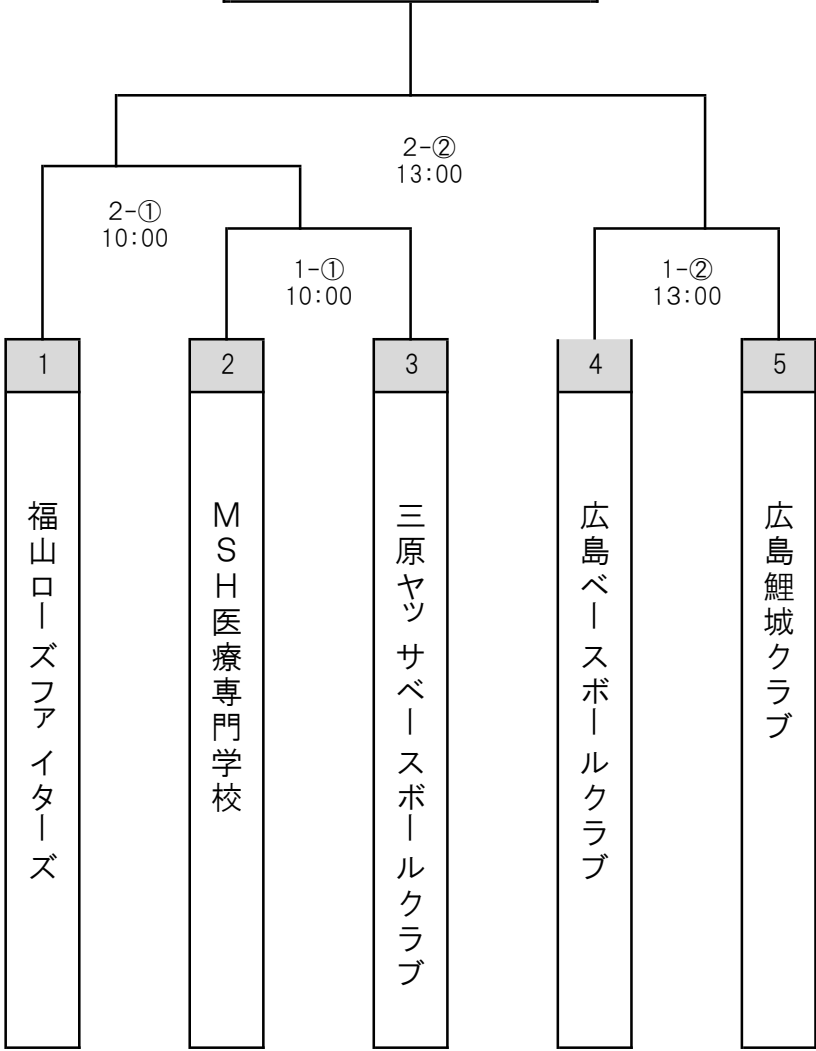 2-②
13:00
2-①
10:00
1-①
10:00
1-②
13:00
1
2
3
4
5
福山ローズファイターズ
MSH医療専門学校
三原ヤッサベースボールクラブ
広島ベースボールクラブ
広島鯉城クラブ